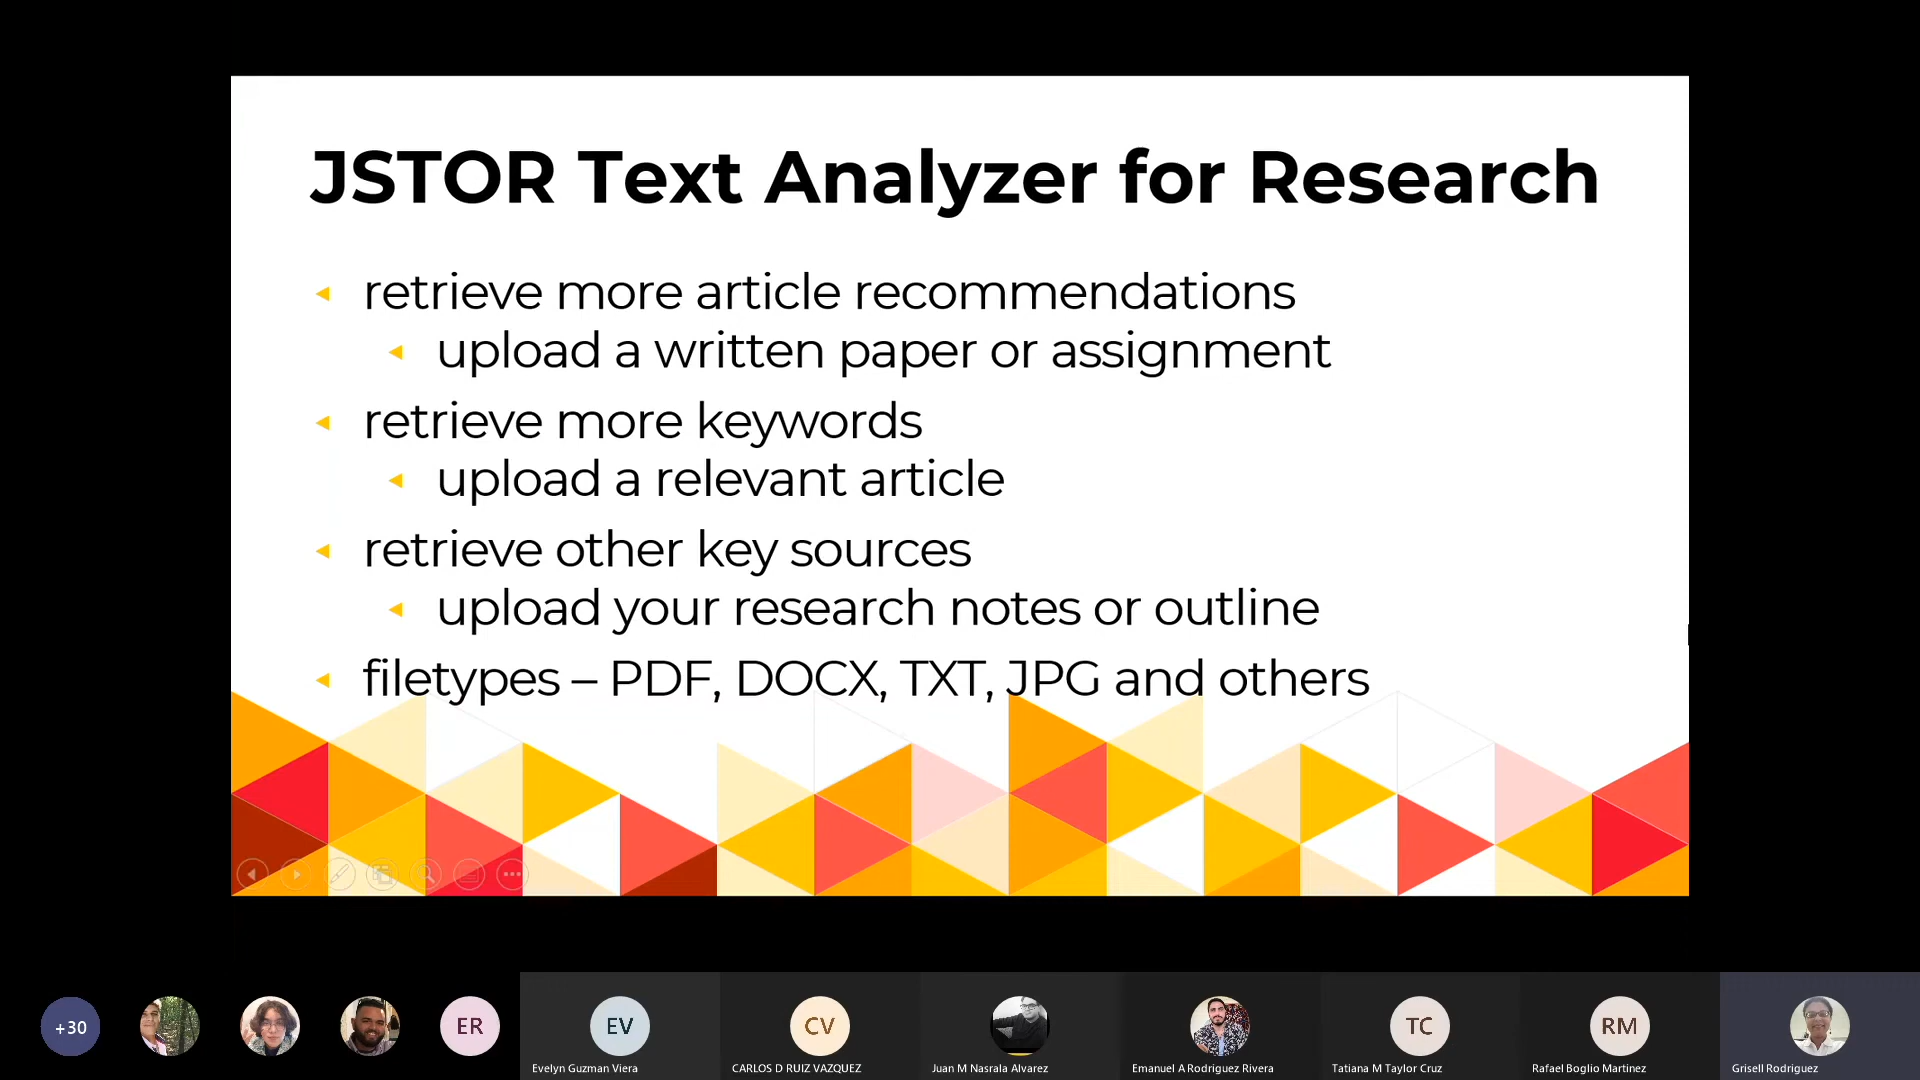 JSTOR Text Analyzer for Research
retrieve more article recommendations
upload a written paper or assignment
retrieve more keywords
upload a relevant article
retrieve other key sources
upload your research notes or outline
filetypes – PDF, DOCX, TXT, JPG and others
+30
ER
EV
CV
TC
RM
Evelyn Guzman Viera
CARLOS D RUIZ VAZQUEZ
Juan M Nasrala Alvarez
Emanuel A Rodriguez Rivera
Tatiana M Taylor Cruz
Rafael Boglio Martinez
Grisell Rodriguez